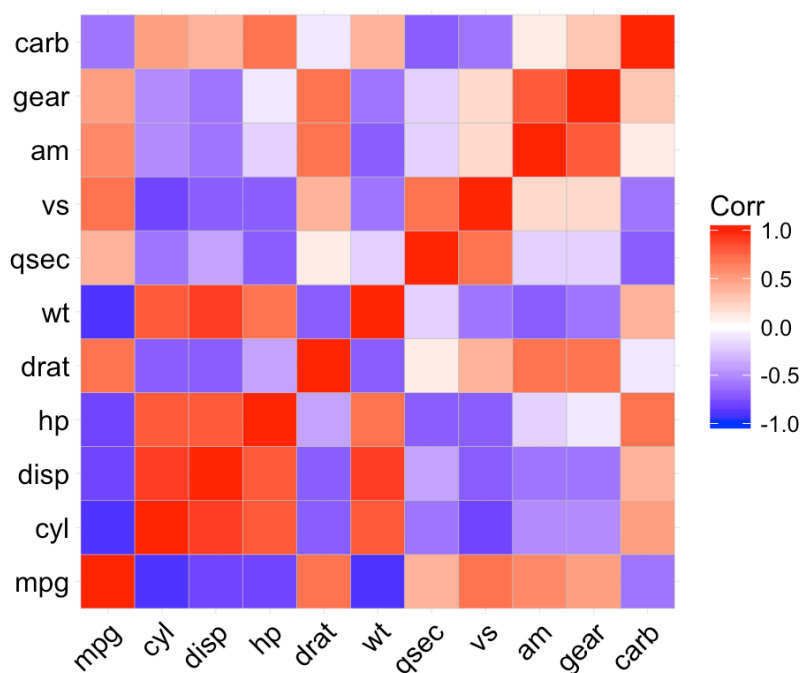 carb
gear
am
vs
qsec
wt
drat
hp
disp
cyl
mpg
mpg cyl disp hp drat wt qsec vs am gear carb
Corr
1.0
0.5
0.0
-0.5
-1.0